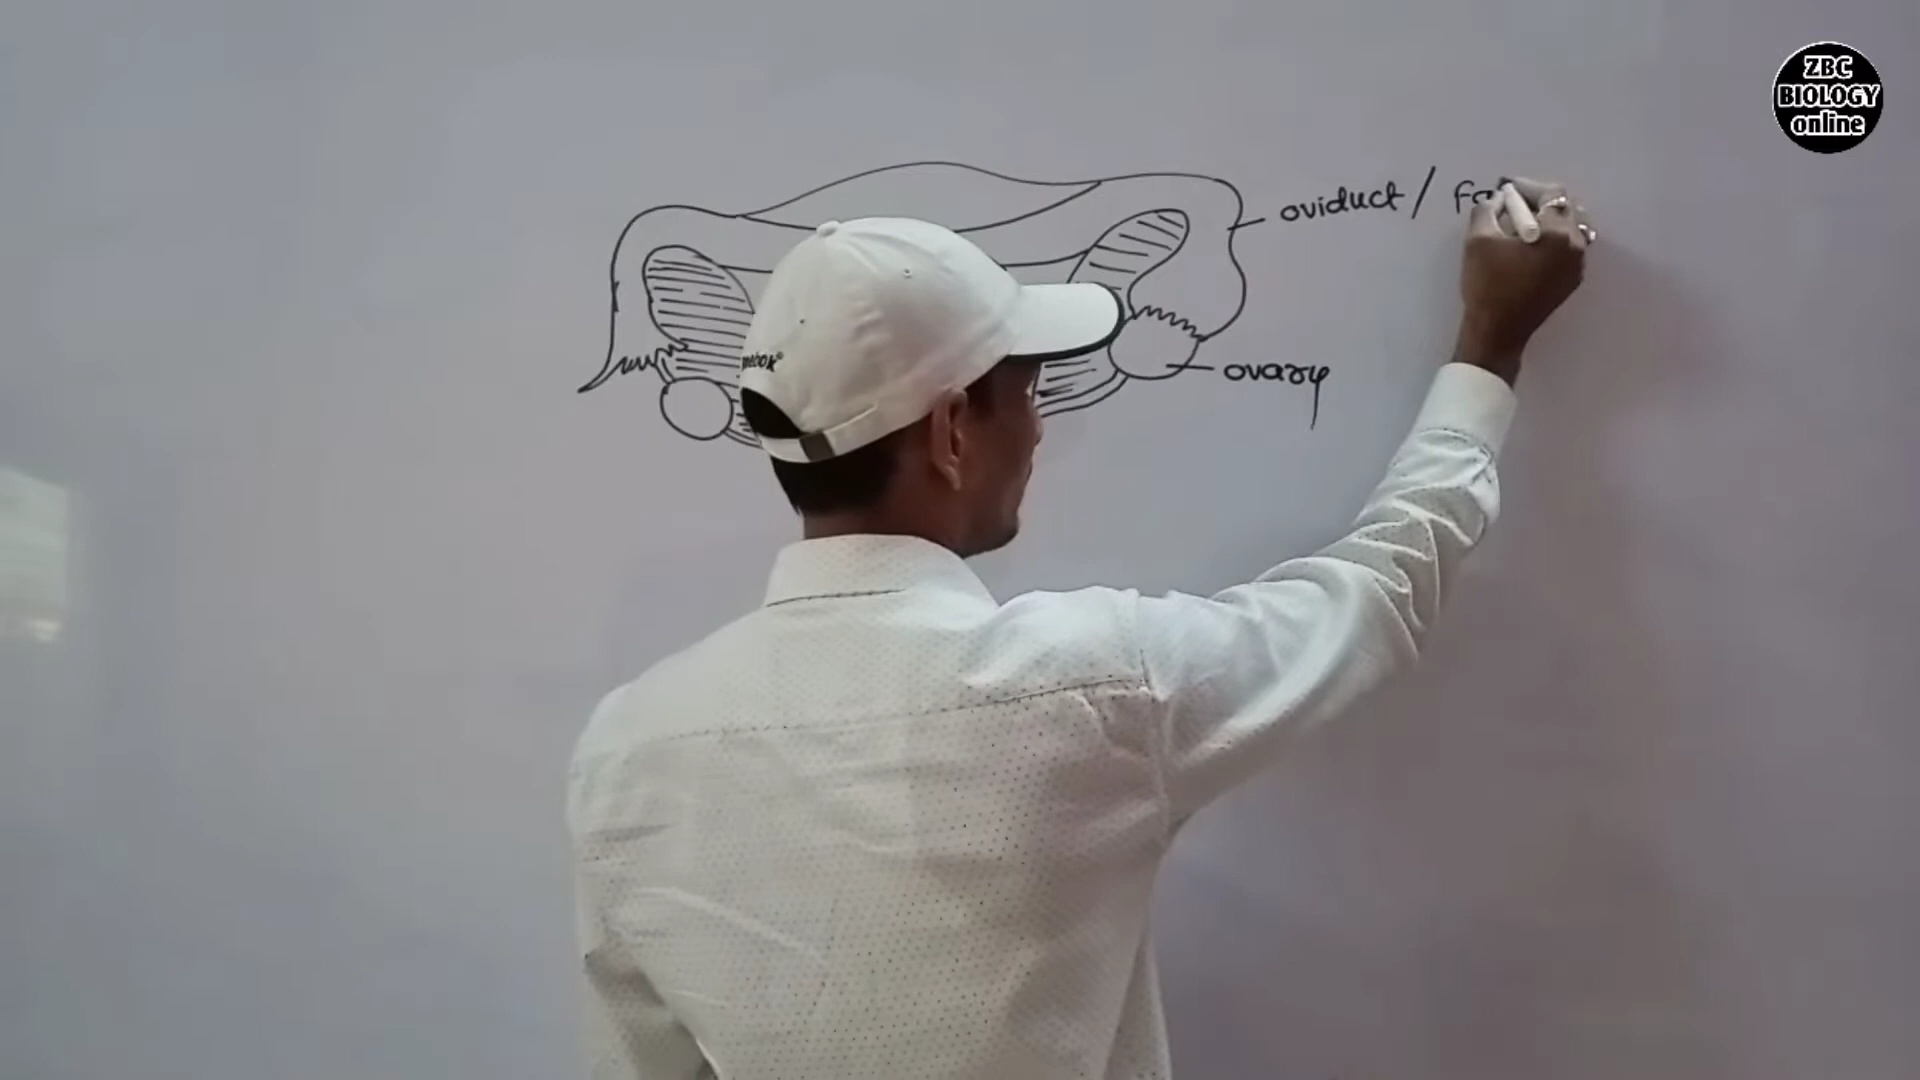 ZBC
BIOLOGY
online
oviduct /
ovary